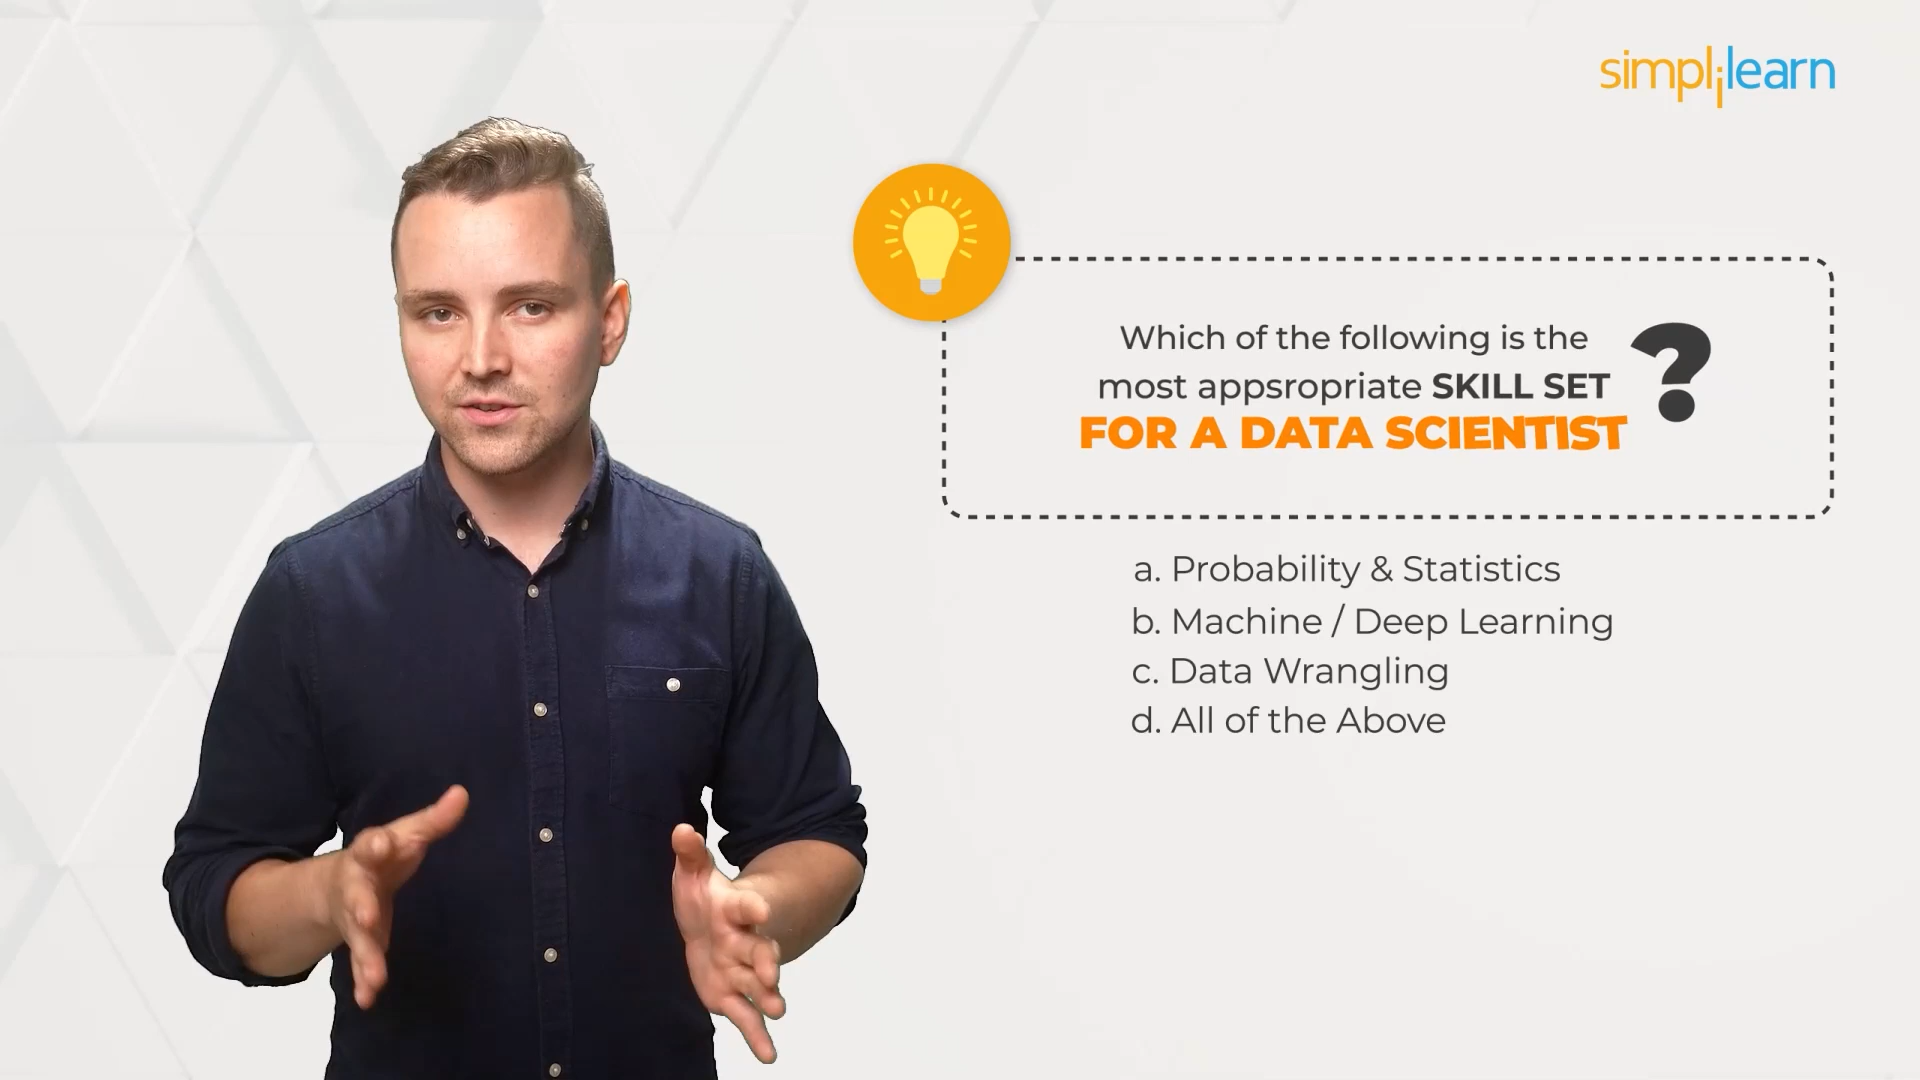 simplilearn
Which of the following is the
most appsropriate SKILL SET
FOR A DATA SCIENTIST
?
a. Probability & Statistics
b. Machine / Deep Learning
c. Data Wrangling
d. All of the Above